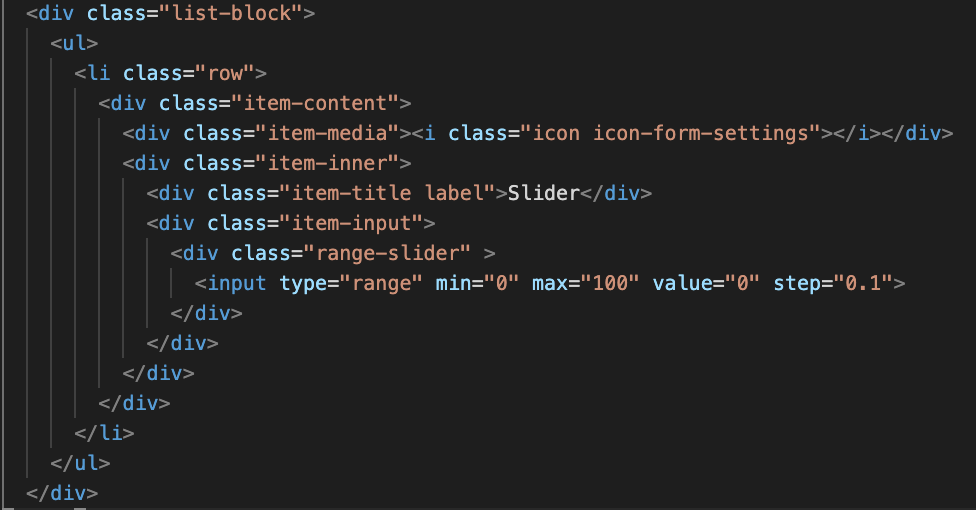 <div class="list-block">
<ul>
<li class="row">
<div class="item-content">
<div class="item-media"><i class="icon icon-form-settings"></i></div>
<div class="item-inner">
<div class="item-title label">Slider</div>
<div class="item-input">
<div class="range-slider" >
<input type="range" min="0" max="100" value="0" step="0.1">
</div>
</div>
</div>
</div>
</li>
</ul>
</div>